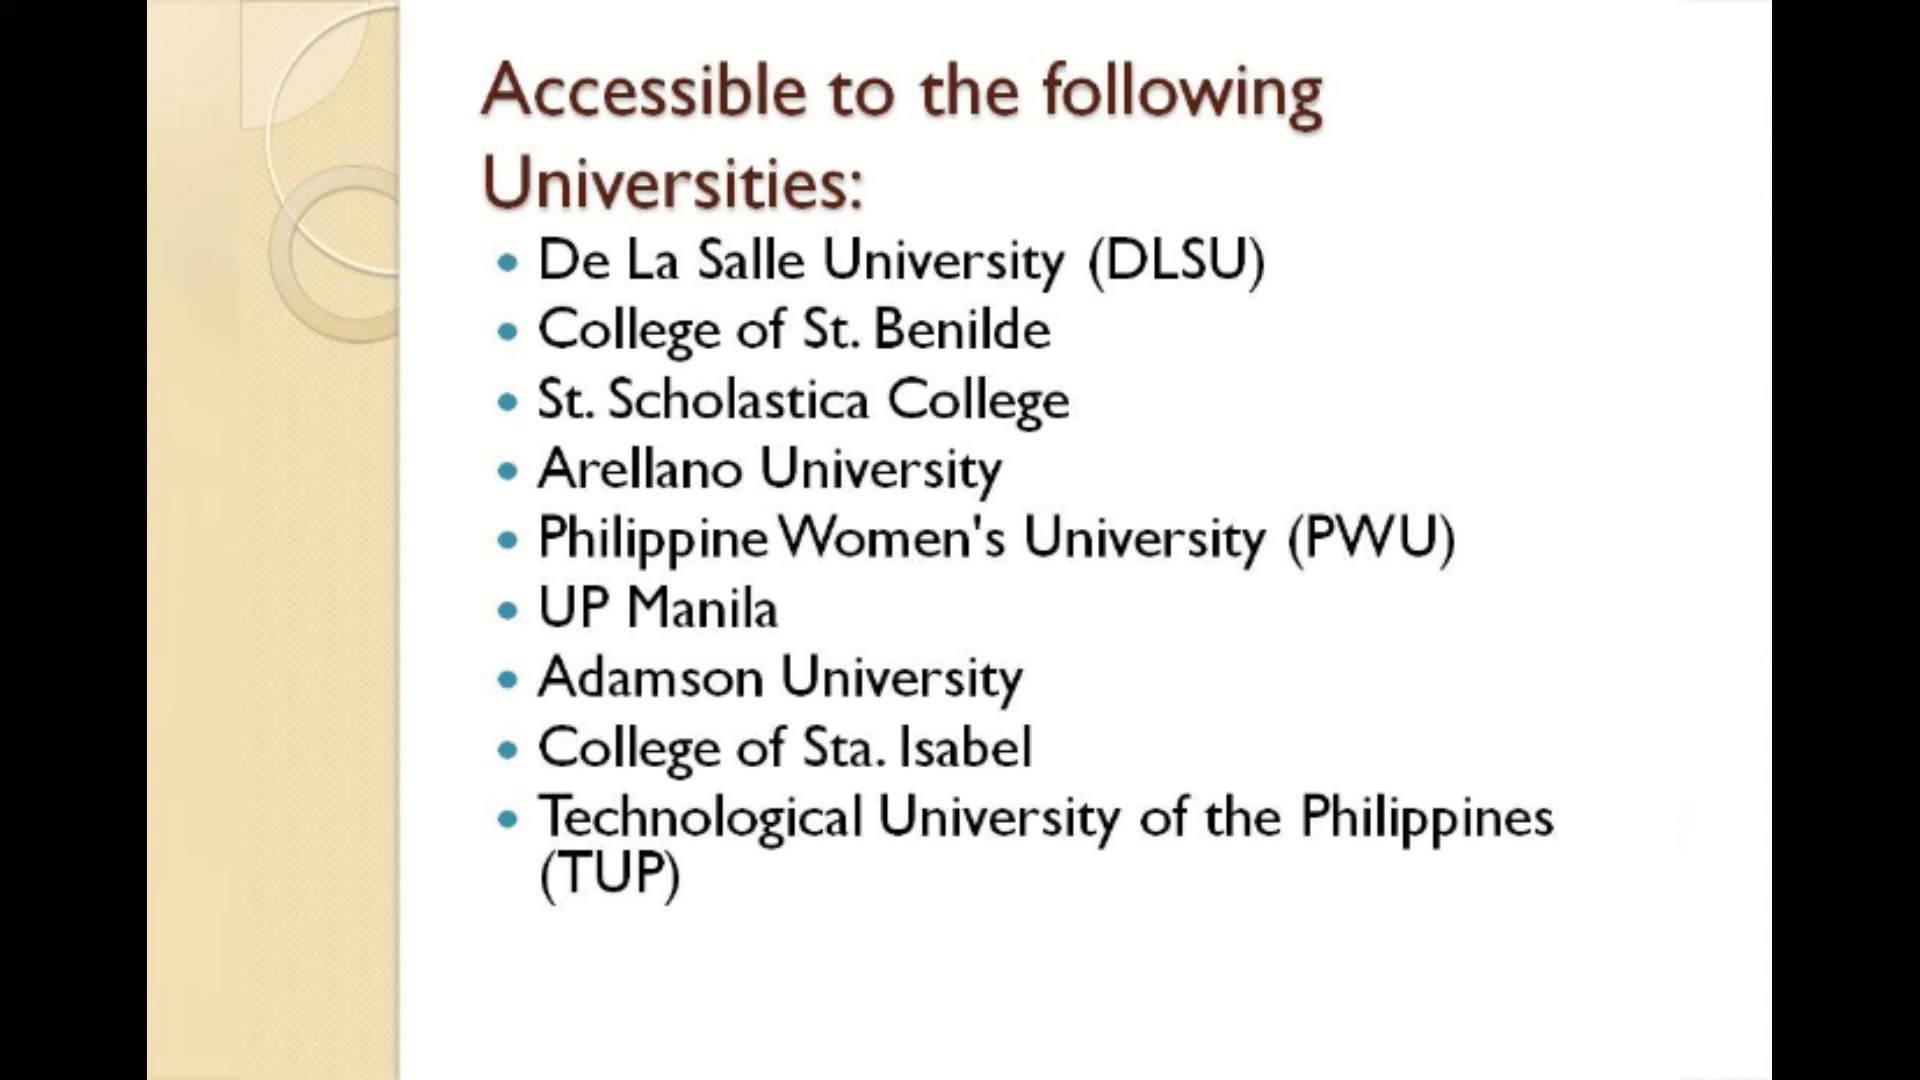 Accessible to the following
Universities:
• De La Salle University (DLSU)
• College of St. Benilde
• St. Scholastica College
• Arellano University
• Philippine Women's University (PWU)
• UP Manila
• Adamson University
• College of Sta. Isabel
• Technological University of the Philippines
(TUP)